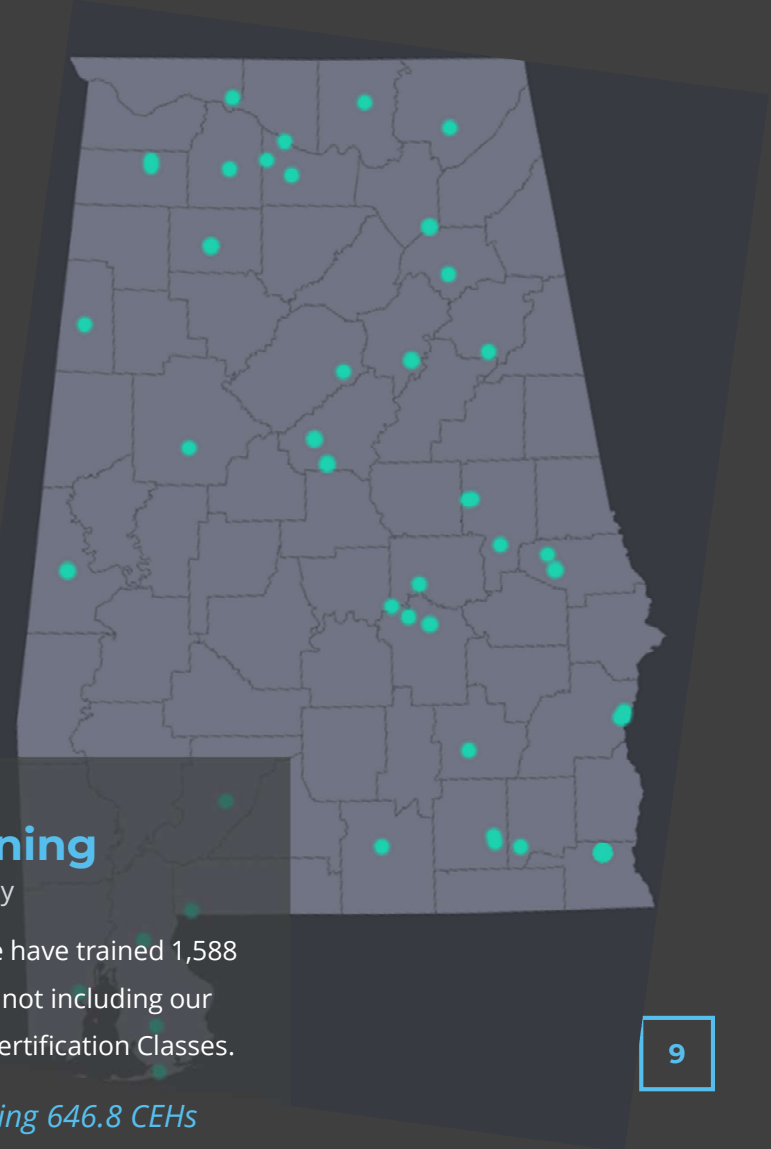 ning
y
e have trained 1,588
not including our
ertification Classes.
ing 646.8 CEHs
9